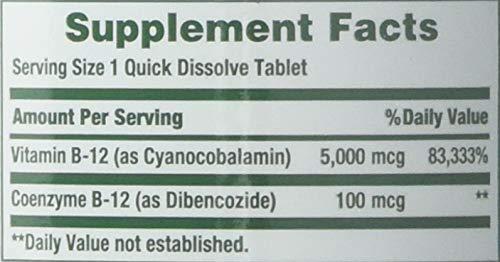 Supplement Facts
Serving Size 1 Quick Dissolve Tablet
Amount Per Serving %Daily Value
Vitamin B-12 (as Cyanocobalamin) 5,000 mcg 83,333%
Coenzyme B-12 (as Dibencozide) 100 mcg **
**Daily Value not established.